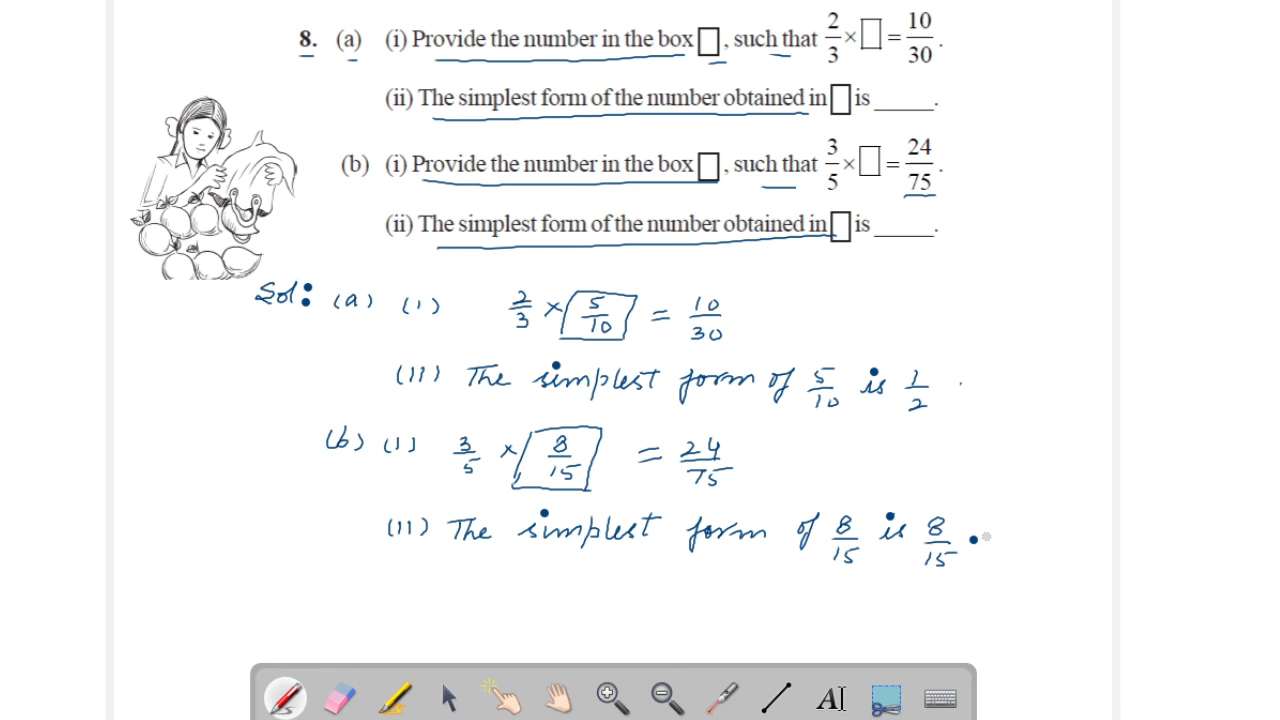 8. (a) (i) Provide the number in the box □, such that 2/3 × □ = 10/30.
(ii) The simplest form of the number obtained in □ is _____.
(b) (i) Provide the number in the box □, such that 3/5 × □ = 24/75.
(ii) The simplest form of the number obtained in □ is _____.
Sol: (a) (i) 2/3 × 5/10 = 10/30
(ii) The simplest form of 5/10 is 1/2.
(b) (i) 3/5 × 8/15 = 24/75
(ii) The simplest form of 8/15 is 8/15.